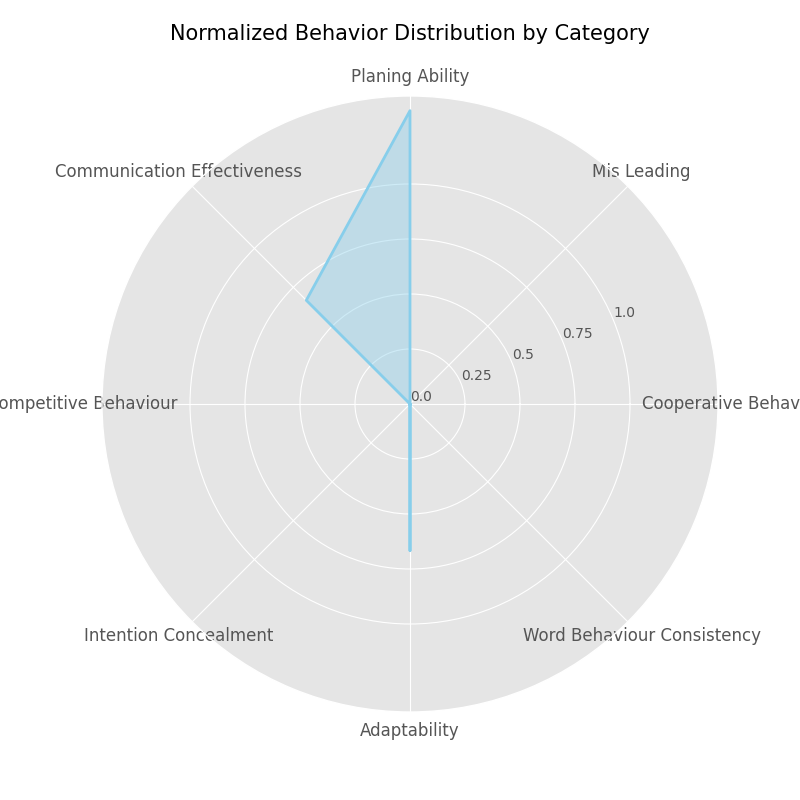 Normalized Behavior Distribution by Category
Planing Ability
Communication Effectiveness
Mis Leading
1.0
0.75
0.5
0.25
0.0
ompetitive Behaviour
Cooperative Behav
Intention Concealment
Word Behaviour Consistency
Adaptability